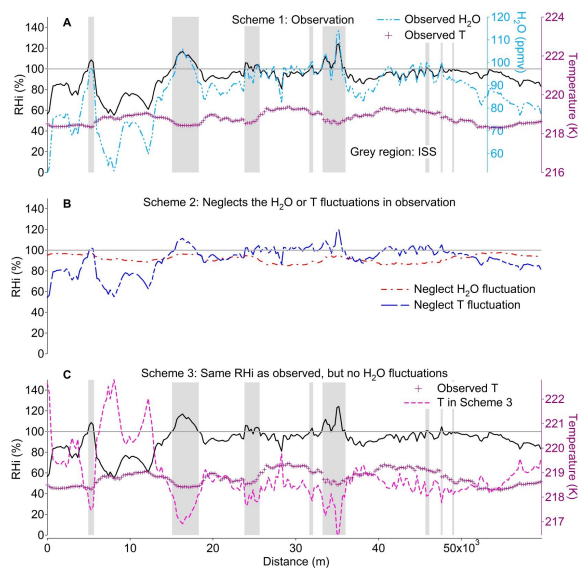 A
Scheme 1: Observation
Observed H2O
Observed T
Grey region: ISS
RHi (%)
140
120
100
80
60
40
20
0
H2O (ppmv)
120
110
100
90
80
70
60
Temperature (K)
224
222
220
218
216
B
Scheme 2: Neglects the H2O or T fluctuations in observation
Neglect H2O fluctuation
Neglect T fluctuation
RHi (%)
140
120
100
80
60
40
20
0
C
Scheme 3: Same RHi as observed, but no H2O fluctuations
Observed T
T in Scheme 3
RHi (%)
140
120
100
80
60
40
20
0
Temperature (K)
222
221
220
219
218
217
0 10 20 30 40 50x10³
Distance (m)